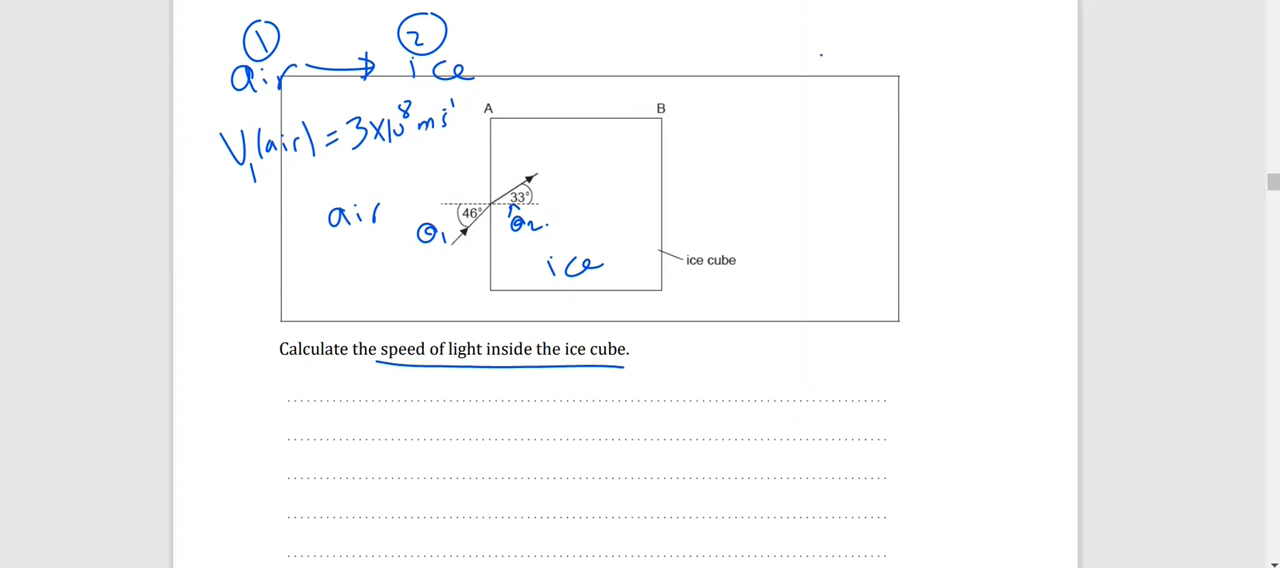 ① ②
air → ice
V₁(air) = 3×10⁸ ms⁻¹
A B
33°
46°
air θ₁ θ₂
ice
ice cube
Calculate the speed of light inside the ice cube.